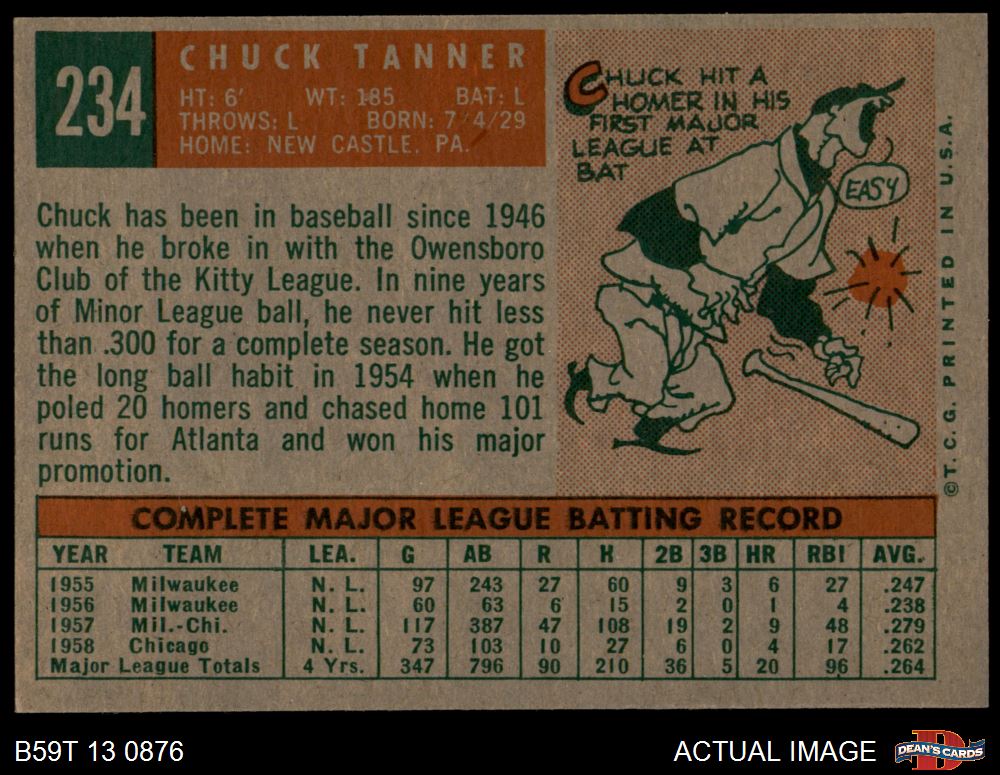 234
CHUCK TANNER
HT: 6' WT: 185 BAT: L
THROWS: L BORN: 7/4/29
HOME: NEW CASTLE, PA.
Chuck has been in baseball since 1946
when he broke in with the Owensboro
Club of the Kitty League. In nine years
of Minor League ball, he never hit less
than .300 for a complete season. He got
the long ball habit in 1954 when he
poled 20 homers and chased home 101
runs for Atlanta and won his major
promotion.
CHUCK HIT A
HOMER IN HIS
FIRST MAJOR
LEAGUE AT
BAT
EASY
©T.C.G. PRINTED IN U.S.A.
COMPLETE MAJOR LEAGUE BATTING RECORD
YEAR TEAM LEA. G AB R H 2B 3B HR RBI AVG.
1955 Milwaukee N. L. 97 243 27 60 9 3 6 27 .247
1956 Milwaukee N. L. 60 63 6 15 2 0 1 4 .238
1957 Mil.-Chi. N. L. 117 387 47 108 19 2 9 48 .279
1958 Chicago N. L. 73 103 10 27 6 0 4 17 .262
Major League Totals 4 Yrs. 347 796 90 210 36 5 20 96 .264
B59T 13 0876
ACTUAL IMAGE
D
DEAN'S CARDS